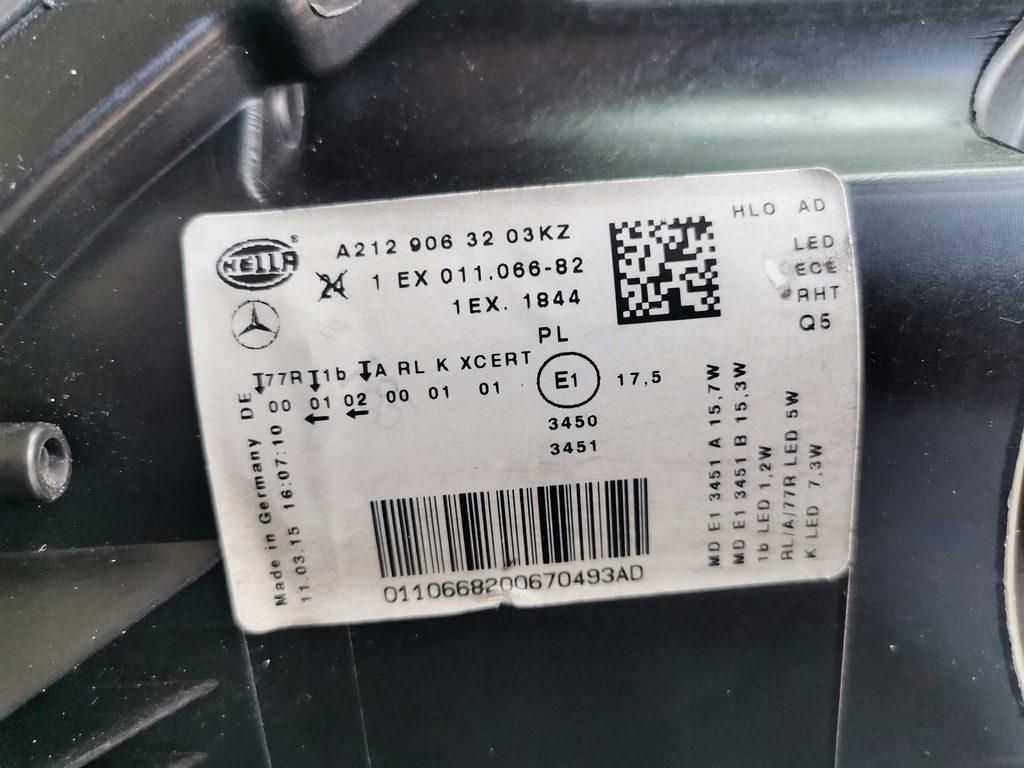 HELLA ®
A212 906 32 03KZ
24 1 EX 011.066-82
1EX. 1844
PL
77R 1b A RL K XCERT
00 01 02 00 01 01
E1
17,5
3450
3451
0110668200670493AD
Made in Germany DE
11.03.15 16:07:10
HLO AD
LED
ECE
RHT
Q5
MD E1 3451 A 15,7W
MD E1 3451 B 15,3W
1b LED 1,2W
RL/A/77R LED 5W
K LED 7,3W